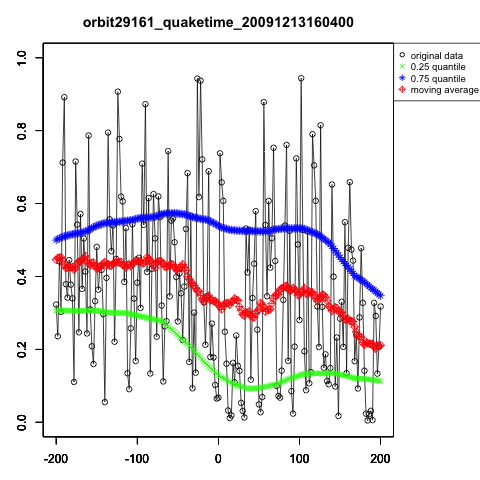 orbit29161_quaketime_20091213160400
original data
0.25 quantile
0.75 quantile
moving average
1.0
0.8
0.6
0.4
0.2
0.0
-200 -100 0 100 200